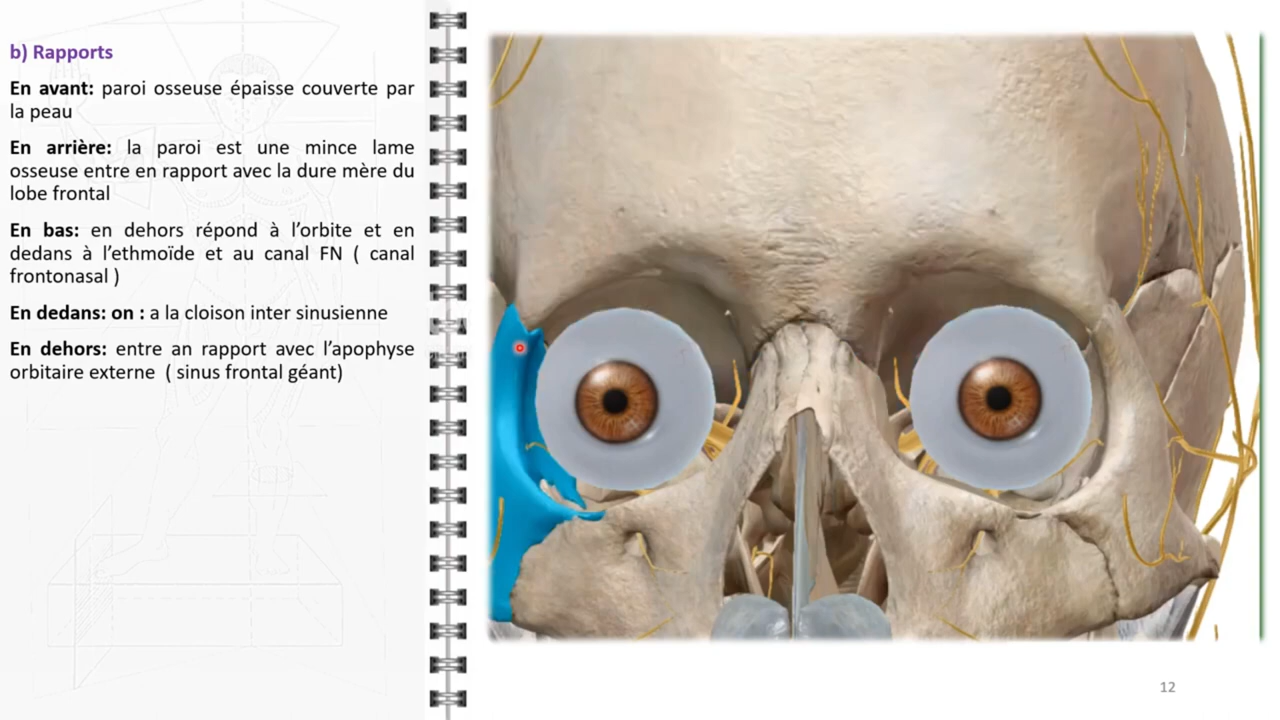 b) Rapports
En avant: paroi osseuse épaisse couverte par
la peau
En arrière: la paroi est une mince lame
osseuse entre en rapport avec la dure mère du
lobe frontal
En bas: en dehors répond à l’orbite et en
dedans à l’ethmoïde et au canal FN ( canal
frontonasal )
En dedans: on : a la cloison inter sinusienne
En dehors: entre an rapport avec l’apophyse
orbitaire externe ( sinus frontal géant)
12